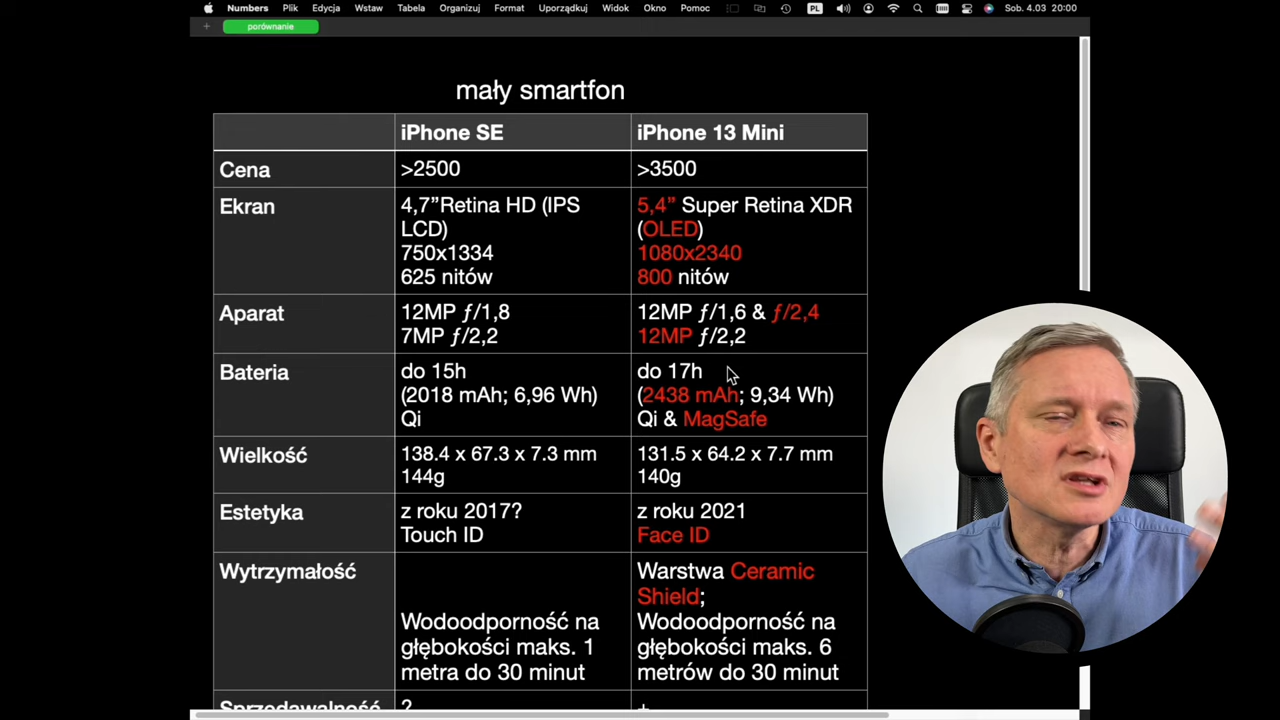 Numbers Plik Edycja Wstaw Tabela Organizuj Format Uporządkuj Widok Okno Pomoc PL Sob. 4.03 20:00
+ porównanie
mały smartfon
iPhone SE iPhone 13 Mini
Cena >2500 >3500
Ekran 4,7”Retina HD (IPS 5,4” Super Retina XDR
LCD) (OLED)
750x1334 1080x2340
625 nitów 800 nitów
Aparat 12MP ƒ/1,8 12MP ƒ/1,6 & ƒ/2,4
7MP ƒ/2,2 12MP ƒ/2,2
Bateria do 15h do 17h
(2018 mAh; 6,96 Wh) (2438 mAh; 9,34 Wh)
Qi Qi & MagSafe
Wielkość 138.4 x 67.3 x 7.3 mm 131.5 x 64.2 x 7.7 mm
144g 140g
Estetyka z roku 2017? z roku 2021
Touch ID Face ID
Wytrzymałość Warstwa Ceramic
Shield;
Wodoodporność na Wodoodporność na
głębokości maks. 1 głębokości maks. 6
metra do 30 minut metrów do 30 minut
Sprzedawalność ? +